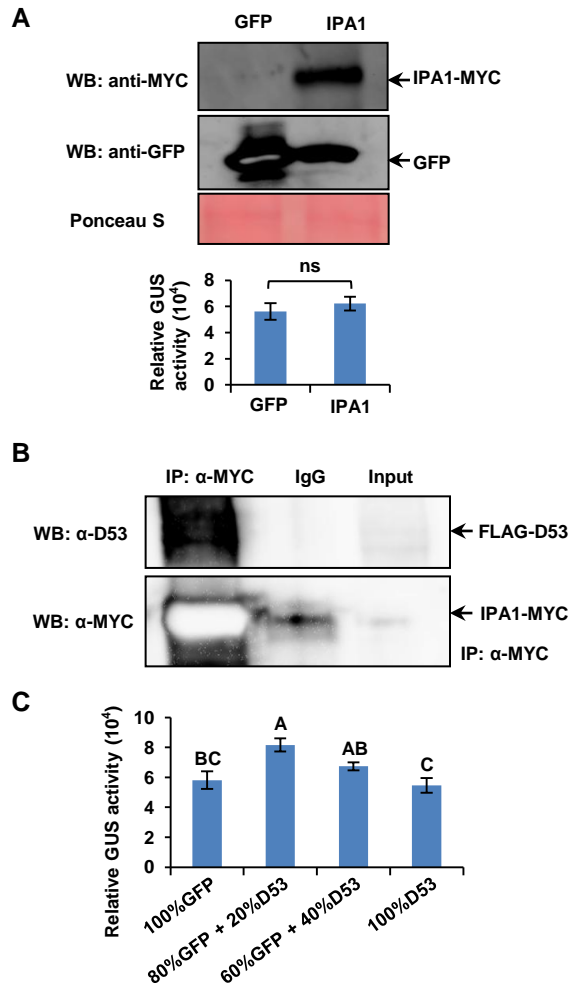 A
GFP IPA1
WB: anti-MYC
IPA1-MYC
WB: anti-GFP
GFP
Ponceau S
Relative GUS activity (10⁴)
8
6
4
2
0
ns
GFP IPA1
B
IP: α-MYC IgG Input
WB: α-D53
FLAG-D53
WB: α-MYC
IPA1-MYC
IP: α-MYC
C
Relative GUS activity (10⁴)
10
8
6
4
2
0
BC A AB C
100%GFP
80%GFP + 20%D53
60%GFP + 40%D53
100%D53